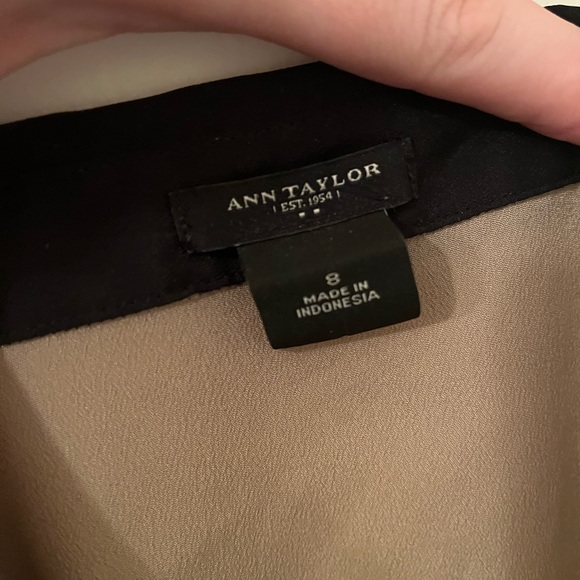 ANN TAYLOR
| EST. 1954 |
8
MADE IN
INDONESIA